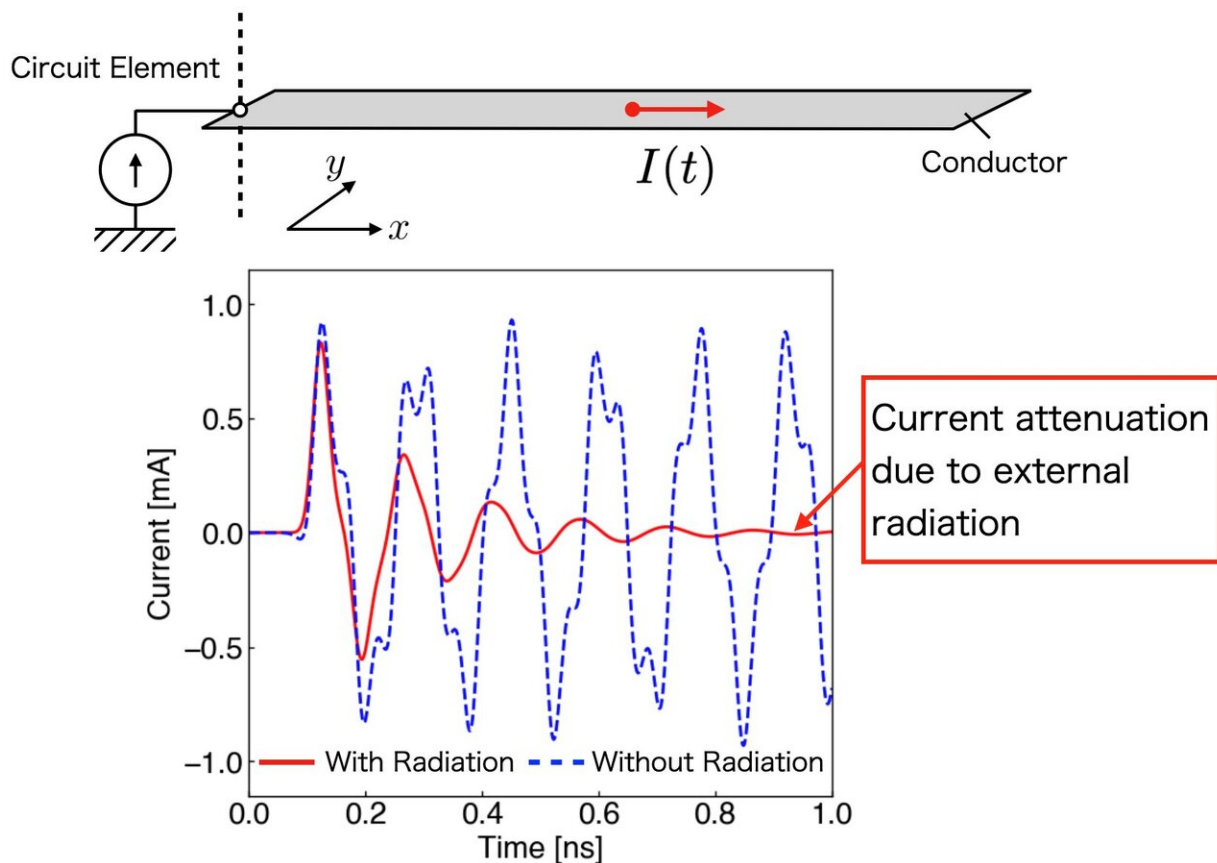 Circuit Element
y
x
I(t)
Conductor
1.0
0.5
0.0
−0.5
−1.0
Current [mA]
With Radiation
Without Radiation
0.0 0.2 0.4 0.6 0.8 1.0
Time [ns]
Current attenuation
due to external
radiation